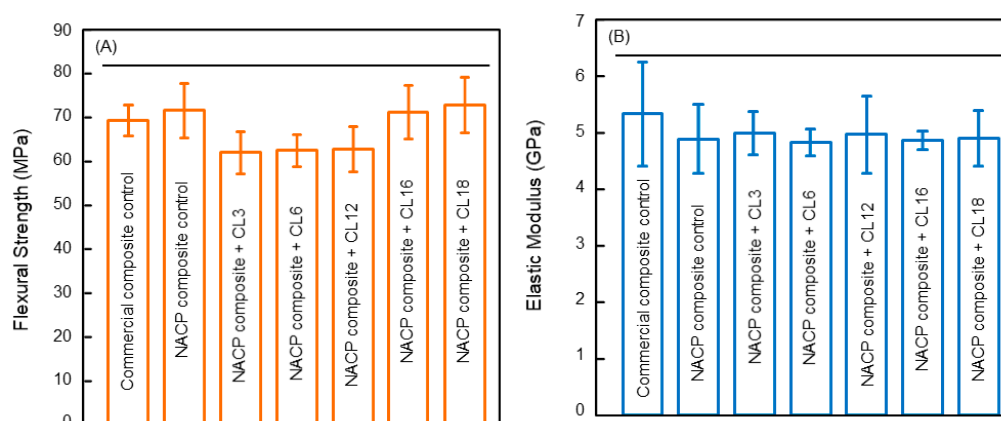 (A)
Flexural Strength (MPa)
90
80
70
60
50
40
30
20
10
0
Commercial composite control
NACP composite control
NACP composite + CL3
NACP composite + CL6
NACP composite + CL12
NACP composite + CL16
NACP composite + CL18
(B)
Elastic Modulus (GPa)
7
6
5
4
3
2
1
0
Commercial composite control
NACP composite control
NACP composite + CL3
NACP composite + CL6
NACP composite + CL12
NACP composite + CL16
NACP composite + CL18